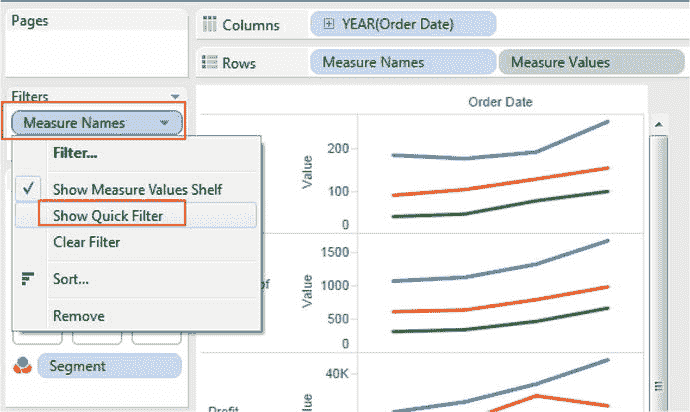 Pages
Columns
YEAR(Order Date)
Rows
Measure Names
Measure Values
Filters
Measure Names
Filter...
Show Measure Values Shelf
Show Quick Filter
Clear Filter
Sort...
Remove
Segment
Order Date
Value
200
100
0
of
Value
1500
1000
500
0
Profit
40K